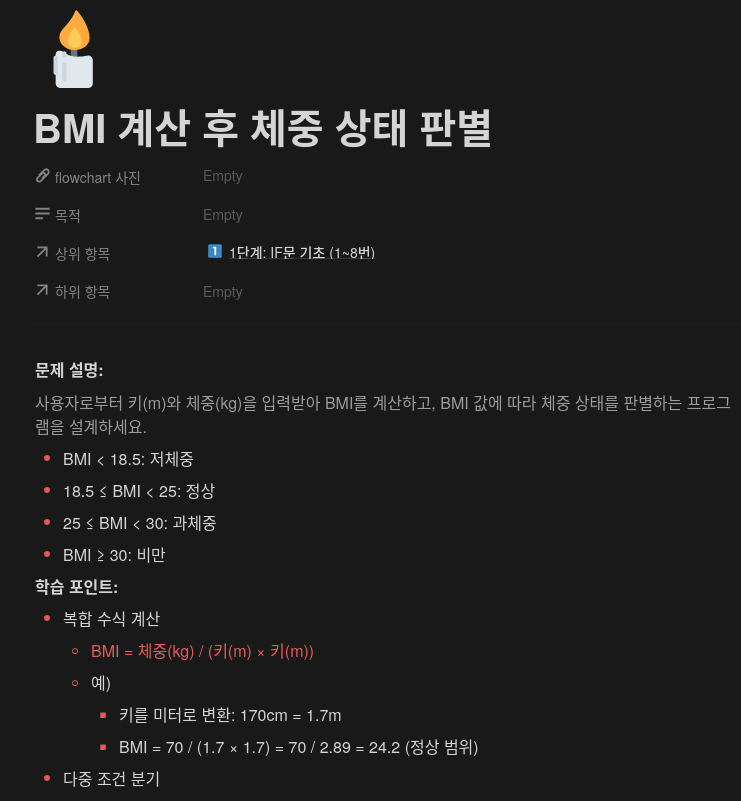 BMI 계산 후 체중 상태 판별
flowchart 사진 Empty
목적 Empty
상위 항목 1 1단계: IF문 기초 (1~8번)
하위 항목 Empty
문제 설명:
사용자로부터 키(m)와 체중(kg)을 입력받아 BMI를 계산하고, BMI 값에 따라 체중 상태를 판별하는 프로그
램을 설계하세요.
BMI < 18.5: 저체중
18.5 ≤ BMI < 25: 정상
25 ≤ BMI < 30: 과체중
BMI ≥ 30: 비만
학습 포인트:
복합 수식 계산
BMI = 체중(kg) / (키(m) × 키(m))
예)
키를 미터로 변환: 170cm = 1.7m
BMI = 70 / (1.7 × 1.7) = 70 / 2.89 = 24.2 (정상 범위)
다중 조건 분기